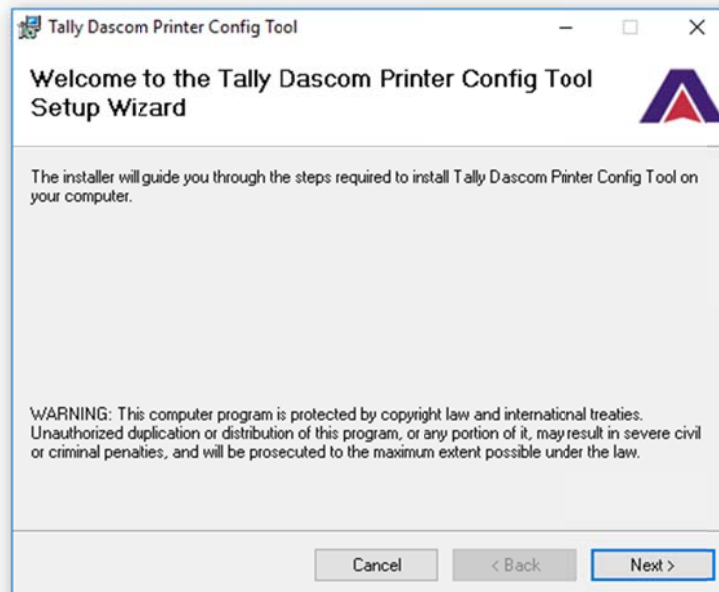 Tally Dascom Printer Config Tool
Welcome to the Tally Dascom Printer Config Tool
Setup Wizard
The installer will guide you through the steps required to install Tally Dascom Printer Config Tool on
your computer.
WARNING: This computer program is protected by copyright law and international treaties.
Unauthorized duplication or distribution of this program, or any portion of it, may result in severe civil
or criminal penalties, and will be prosecuted to the maximum extent possible under the law.
Cancel < Back Next >